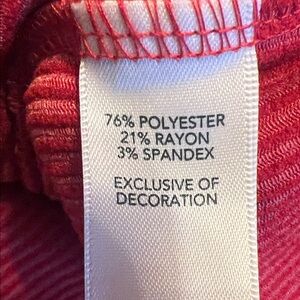 76% POLYESTER
21% RAYON
3% SPANDEX
EXCLUSIVE OF
DECORATION